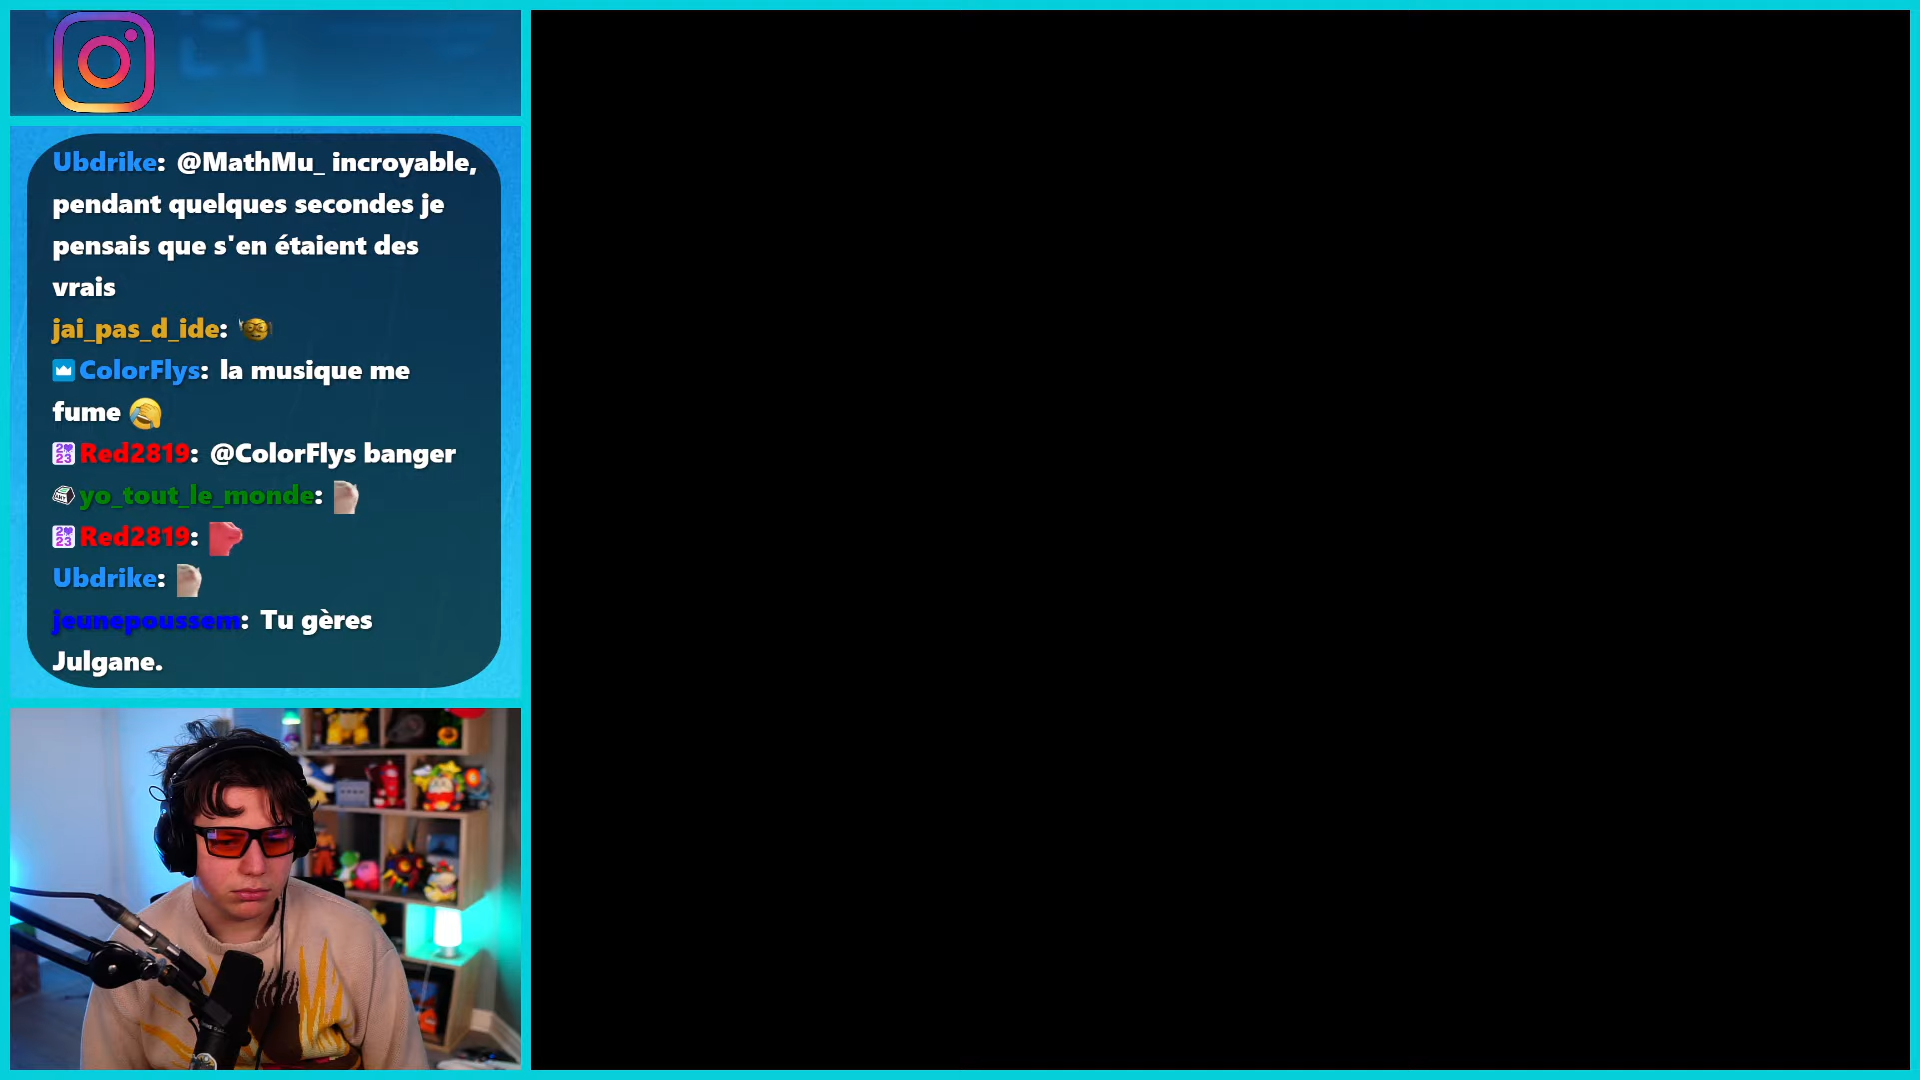 Ubdrike: @MathMu_ incroyable,
pendant quelques secondes je
pensais que s'en étaient des
vrais
jai_pas_d_ide:
ColorFlys: la musique me
fume
Red2819: @ColorFlys banger
yo_tout_le_monde:
Red2819:
Ubdrike:
jeunepoussem: Tu gères
Julgane.